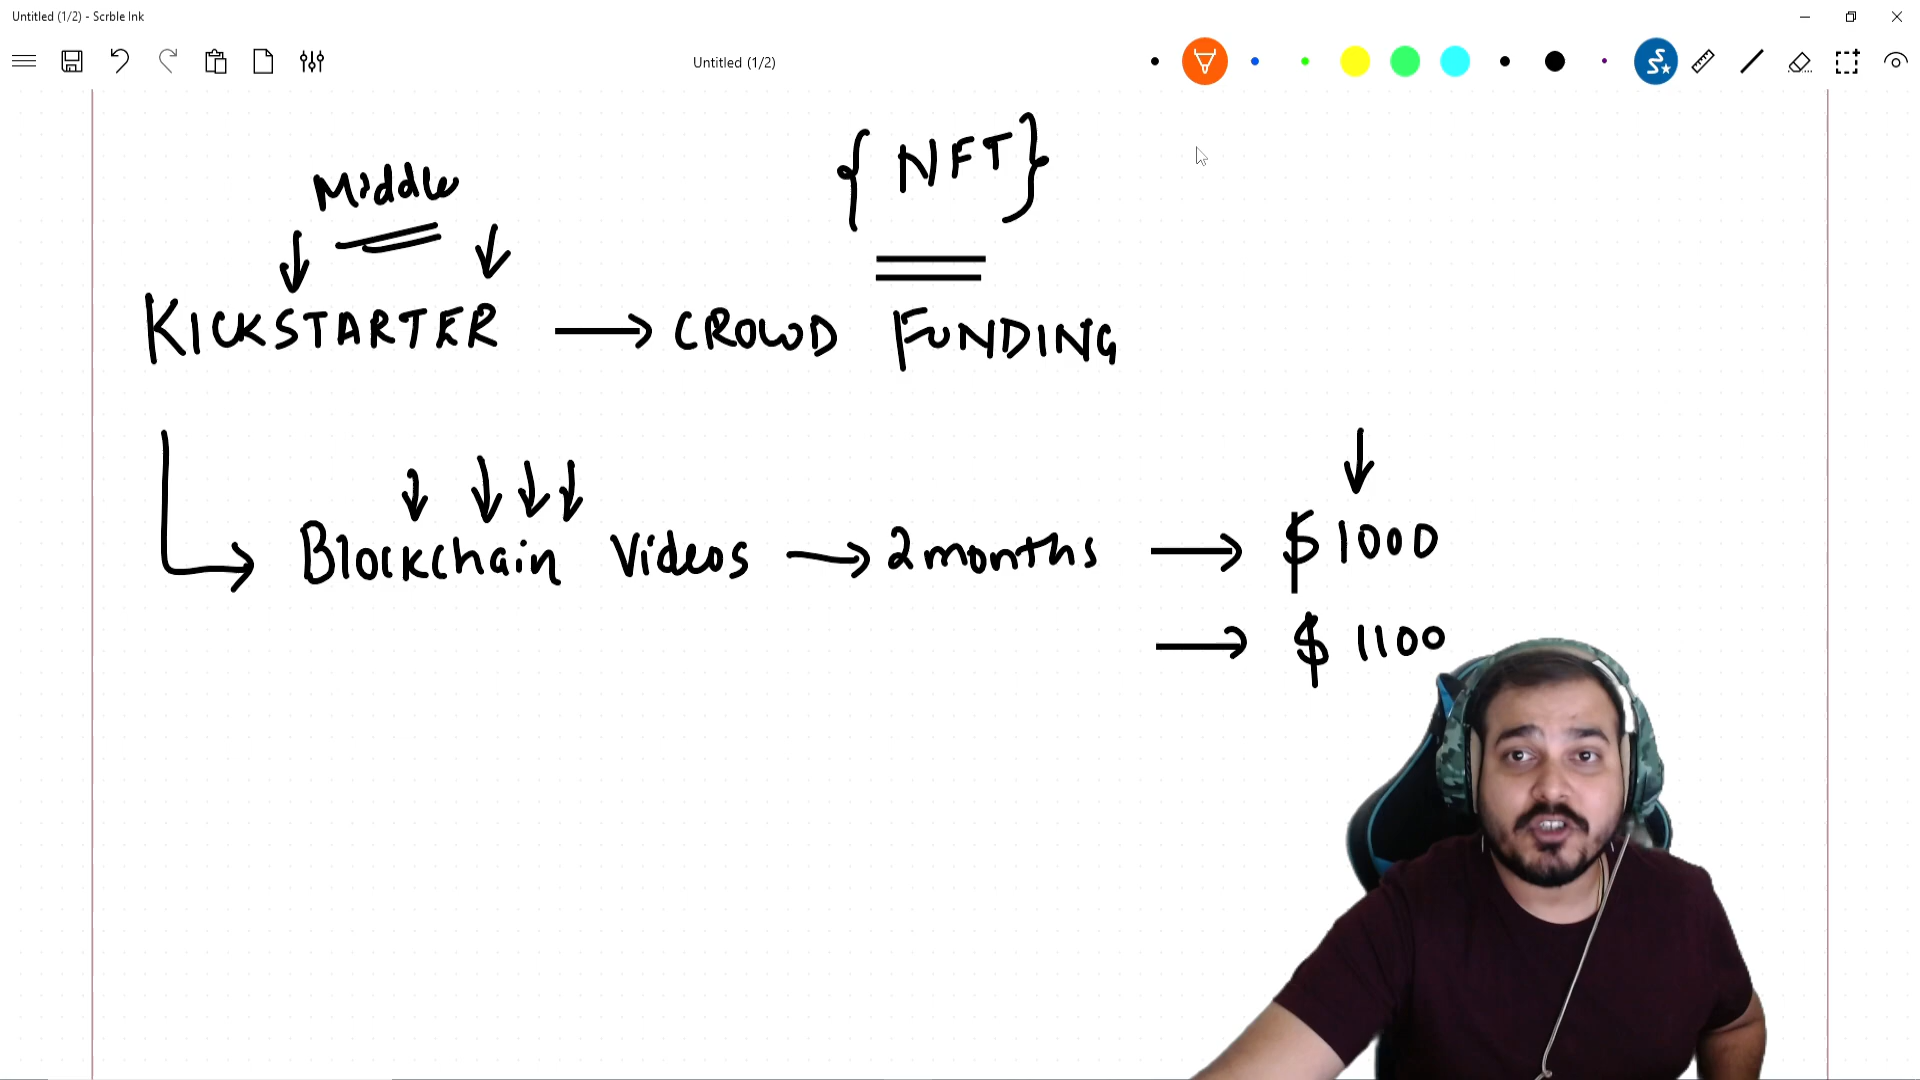 Untitled (1/2) - Scrble Ink
Untitled (1/2)
{ NFT }
Middle
KICKSTARTER → CROWD FUNDING
Blockchain Videos → 2 months → $ 1000
→ $ 1100